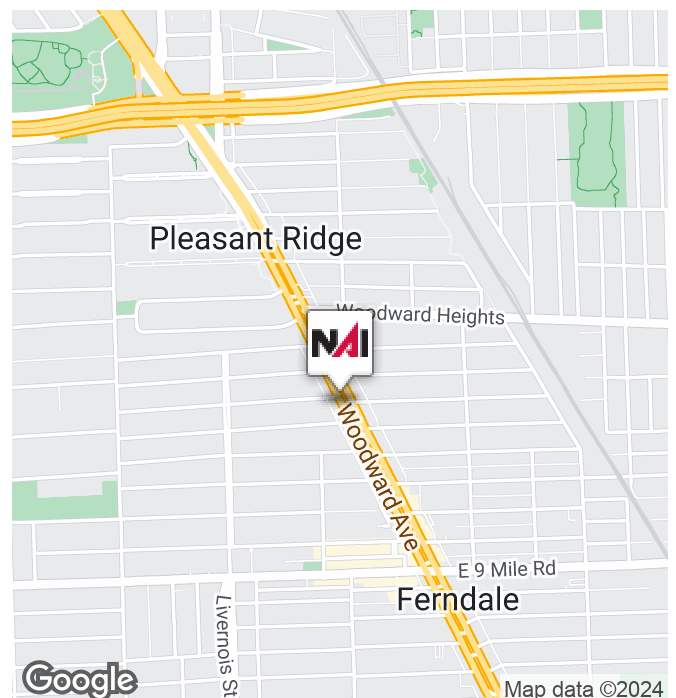 Pleasant Ridge
Woodward Heights
NAI
Woodward Ave
E 9 Mile Rd
Ferndale
Livernois St
Google
Map data ©2024